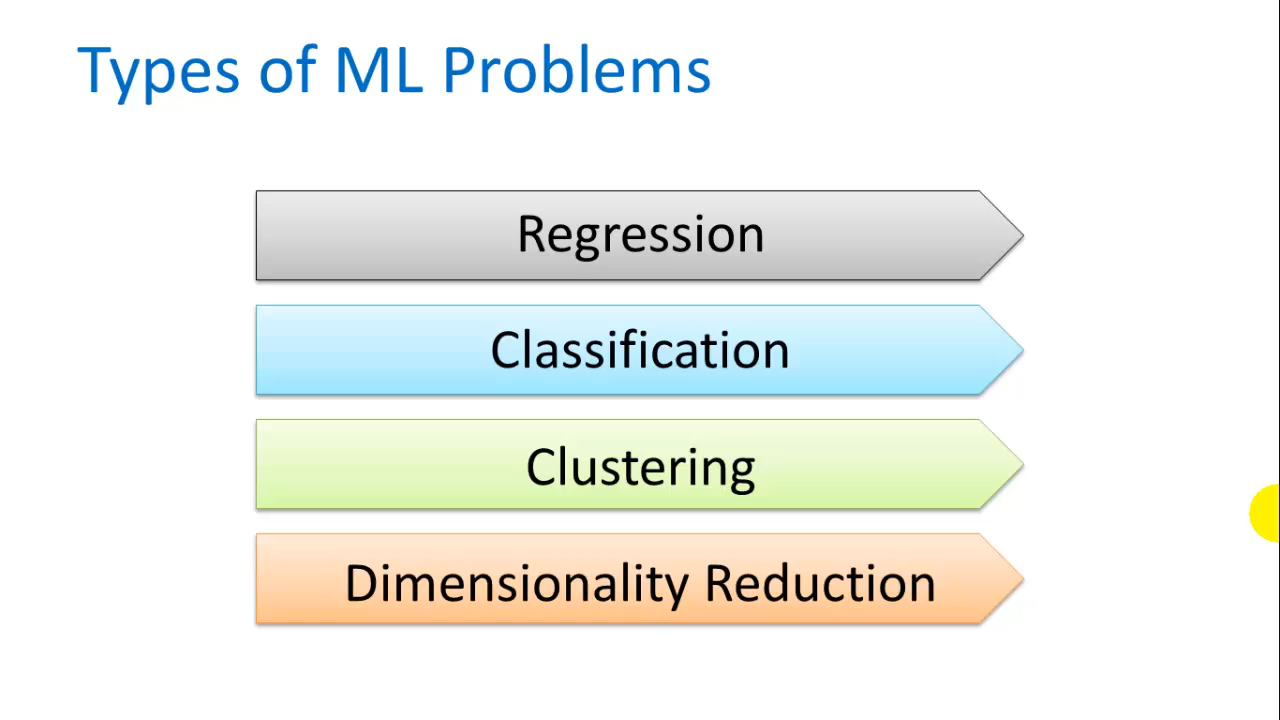 Types of ML Problems
Regression
Classification
Clustering
Dimensionality Reduction